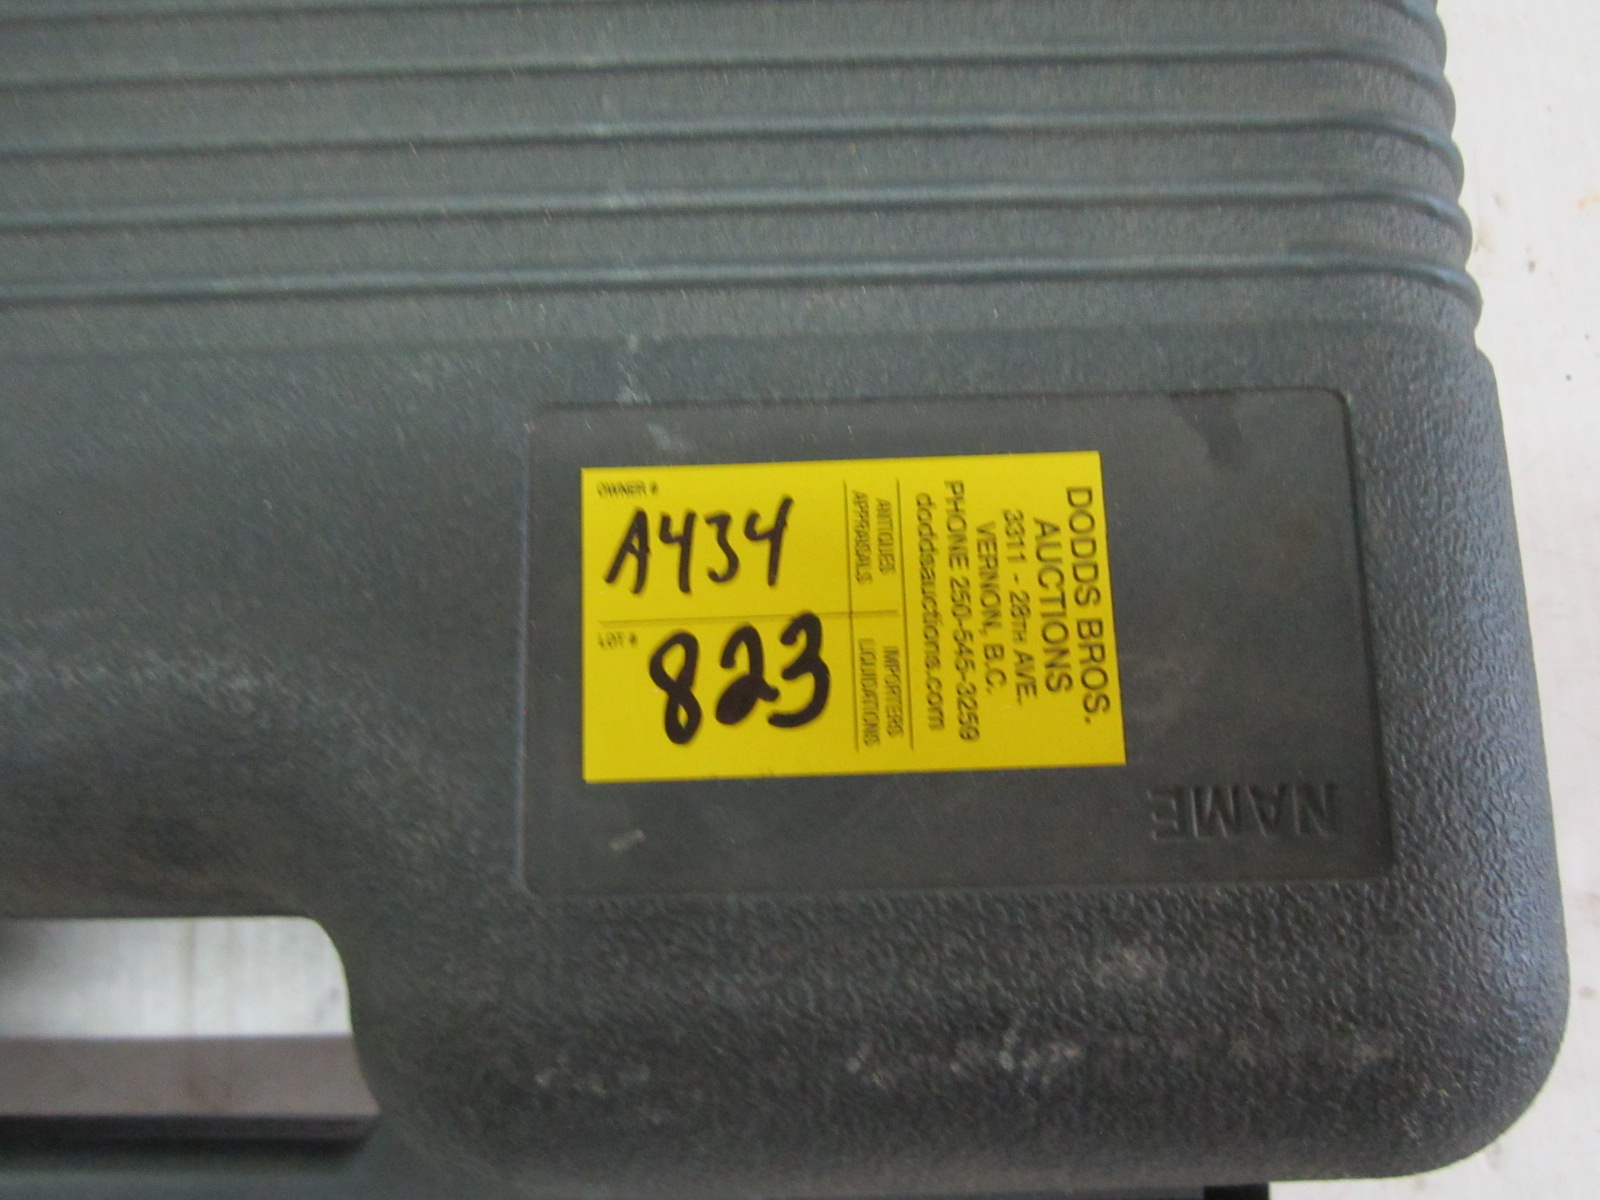 DODDS BROS.
AUCTIONS
3311 - 28TH AVE.
VERNON, B.C.
PHONE 250-545-3259
doddsauctions.com
ANTIQUES
APPRAISALS
IMPORTERS
LIQUIDATIONS
OWNER #
A434
LOT #
823
NAME